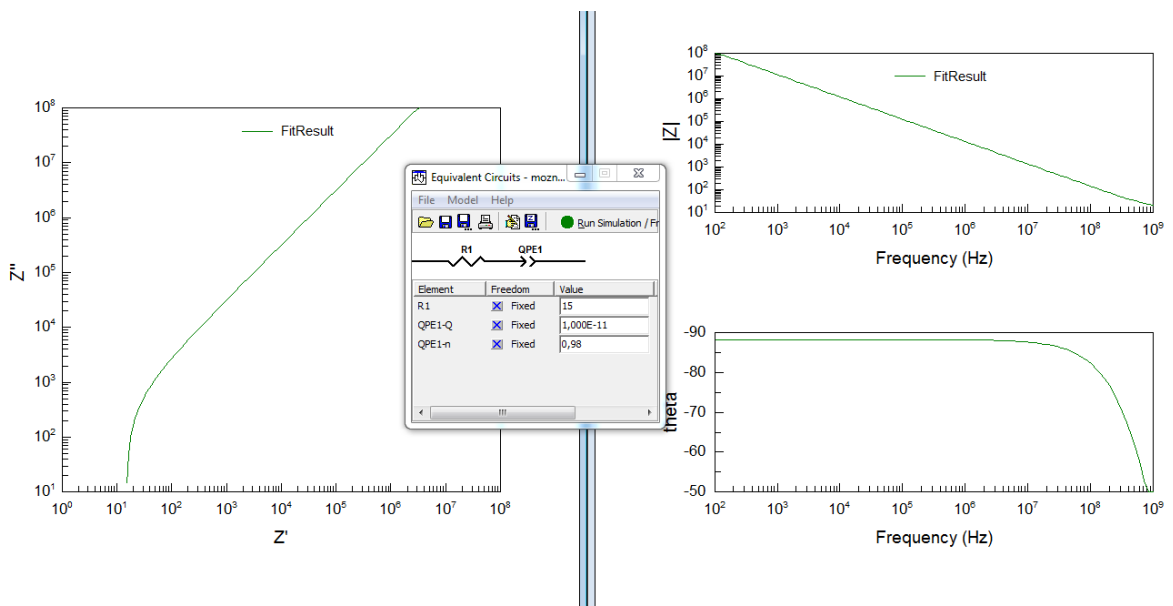 10^8
10^7
10^6
10^5
10^4
10^3
10^2
10^1
Z''
FitResult
10^0 10^1 10^2 10^3 10^4 10^5 10^6 10^7 10^8
Z'
Equivalent Circuits - mozn...
File Model Help
Run Simulation / Fr
R1 QPE1
Element Freedom Value
R1 Fixed 15
QPE1-Q Fixed 1,000E-11
QPE1-n Fixed 0,98
10^8
10^7
10^6
10^5
10^4
10^3
10^2
10^1
|Z|
FitResult
10^2 10^3 10^4 10^5 10^6 10^7 10^8 10^9
Frequency (Hz)
-90
-80
-70
-60
-50
theta
10^2 10^3 10^4 10^5 10^6 10^7 10^8 10^9
Frequency (Hz)